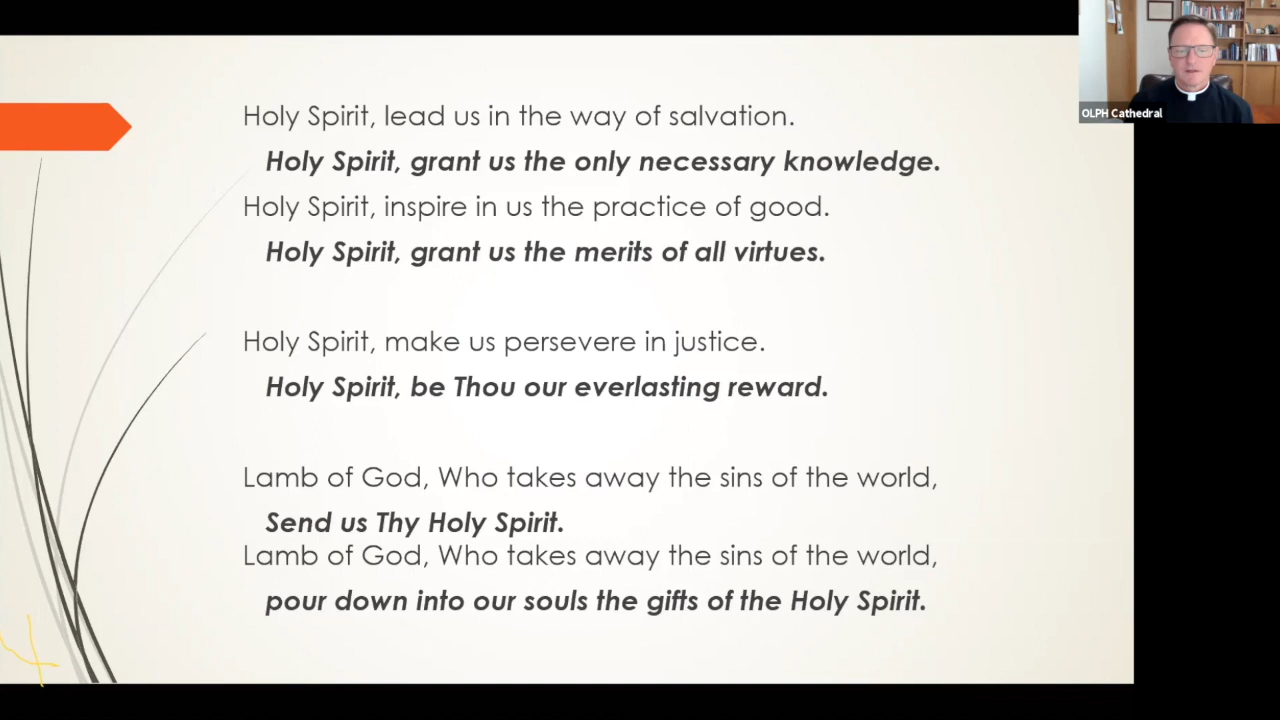 Holy Spirit, lead us in the way of salvation.
Holy Spirit, grant us the only necessary knowledge.
Holy Spirit, inspire in us the practice of good.
Holy Spirit, grant us the merits of all virtues.
Holy Spirit, make us persevere in justice.
Holy Spirit, be Thou our everlasting reward.
Lamb of God, Who takes away the sins of the world,
Send us Thy Holy Spirit.
Lamb of God, Who takes away the sins of the world,
pour down into our souls the gifts of the Holy Spirit.
OLPH Cathedral